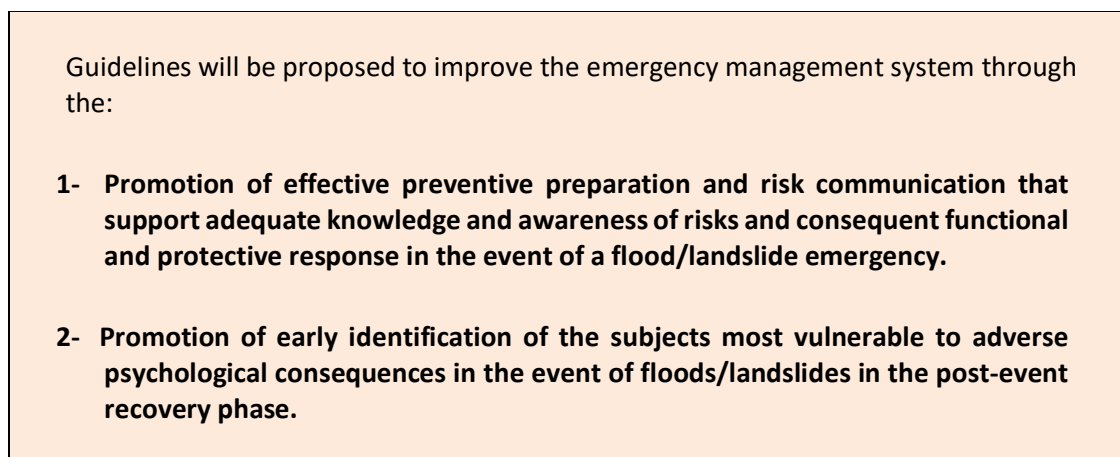 Guidelines will be proposed to improve the emergency management system through
the:
1- Promotion of effective preventive preparation and risk communication that
support adequate knowledge and awareness of risks and consequent functional
and protective response in the event of a flood/landslide emergency.
2- Promotion of early identification of the subjects most vulnerable to adverse
psychological consequences in the event of floods/landslides in the post-event
recovery phase.